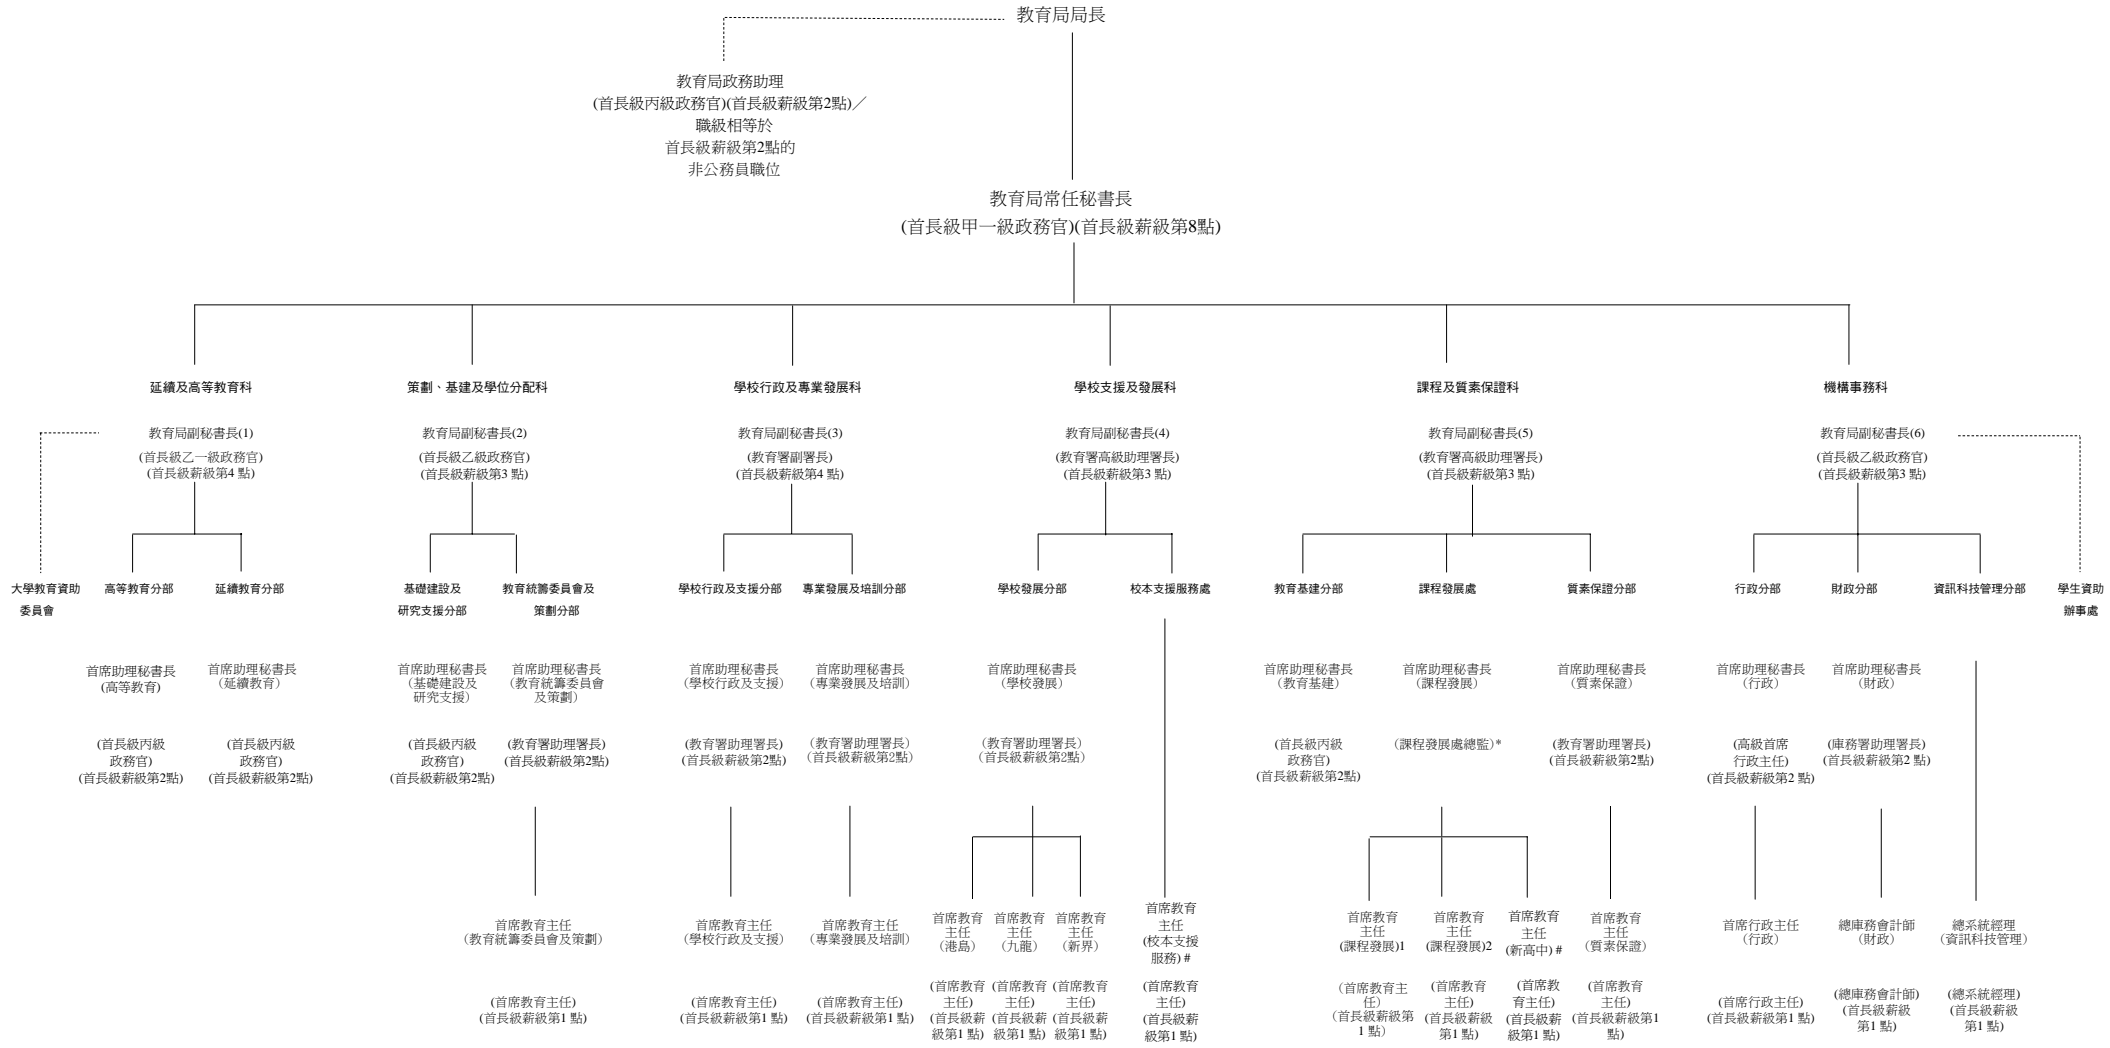 教育局局長
教育局政務助理
(首長級丙級政務官)(首長級薪級第2點)／
職級相等於
首長級薪級第2點的
非公務員職位
教育局常任秘書長
(首長級甲一級政務官)(首長級薪級第8點)
延續及高等教育科
教育局副秘書長(1)
(首長級乙一級政務官)
(首長級薪級第4 點)
策劃、基建及學位分配科
教育局副秘書長(2)
(首長級乙級政務官)
(首長級薪級第3 點)
學校行政及專業發展科
教育局副秘書長(3)
(教育署副署長)
(首長級薪級第4 點)
學校支援及發展科
教育局副秘書長(4)
(教育署高級助理署長)
(首長級薪級第3 點)
課程及質素保證科
教育局副秘書長(5)
(教育署高級助理署長)
(首長級薪級第3 點)
機構事務科
教育局副秘書長(6)
(首長級乙級政務官)
(首長級薪級第3 點)
大學教育資助
委員會
高等教育分部
首席助理秘書長
(高等教育)
(首長級丙級
政務官)
(首長級薪級第2點)
延續教育分部
首席助理秘書長
（延續教育）
(首長級丙級
政務官)
(首長級薪級第2點)
基礎建設及
研究支援分部
首席助理秘書長
（基礎建設及
研究支援）
(首長級丙級
政務官)
(首長級薪級第2點)
教育統籌委員會及
策劃分部
首席助理秘書長
（教育統籌委員會
及策劃）
(教育署助理署長)
(首長級薪級第2點)
首席教育主任
（教育統籌委員會及策劃）
(首席教育主任)
(首長級薪級第1 點)
學校行政及支援分部
首席助理秘書長
（學校行政及支援）
(教育署助理署長)
(首長級薪級第2點)
首席教育主任
（學校行政及支援）
(首席教育主任)
(首長級薪級第1 點)
專業發展及培訓分部
首席助理秘書長
（專業發展及培訓）
（教育署助理署長）
（首長級薪級第2點）
首席教育主任
（專業發展及培訓）
(首席教育主任)
(首長級薪級第1 點)
學校發展分部
首席助理秘書長
（學校發展）
（教育署助理署長）
（首長級薪級第2點）
首席教育
主任
（港島）
(首席教育
主任)
(首長級薪
級第1 點)
首席教育
主任
（九龍）
(首席教育
主任)
(首長級薪
級第1 點)
首席教育
主任
（新界）
(首席教育
主任)
(首長級薪
級第1 點)
校本支援服務處
首席教育
主任
(校本支援
服務) #
(首席教育
主任)
(首長級薪
級第1 點)
教育基建分部
首席助理秘書長
（教育基建）
(首長級丙級
政務官)
(首長級薪級第2點)
課程發展處
首席助理秘書長
（課程發展）
（課程發展處總監）*
首席教育
主任
(課程發展)1
（首席教育主
任）
（首長級薪級第
1 點）
首席教育
主任
(課程發展)2
(首席教育
主任)
(首長級薪
級第1 點)
首席教育
主任
(新高中) #
(首席教
育主任)
(首長級薪
級第1 點)
質素保證分部
首席助理秘書長
（質素保證）
(教育署助理署長)
(首長級薪級第2點)
首席教育
主任
（質素保證）
(首席教育
主任)
(首長級薪級第1
點)
行政分部
首席助理秘書長
（行政）
(高級首席
行政主任)
(首長級薪級第2 點)
首席行政主任
（行政）
(首席行政主任)
(首長級薪級第1 點)
財政分部
首席助理秘書長
（財政）
(庫務署助理署長)
(首長級薪級第2 點)
總庫務會計師
（財政）
(總庫務會計師)
(首長級薪級
第1 點)
資訊科技管理分部
總系統經理
（資訊科技管理）
(總系統經理)
(首長級薪級
第1 點)
學生資助
辦事處